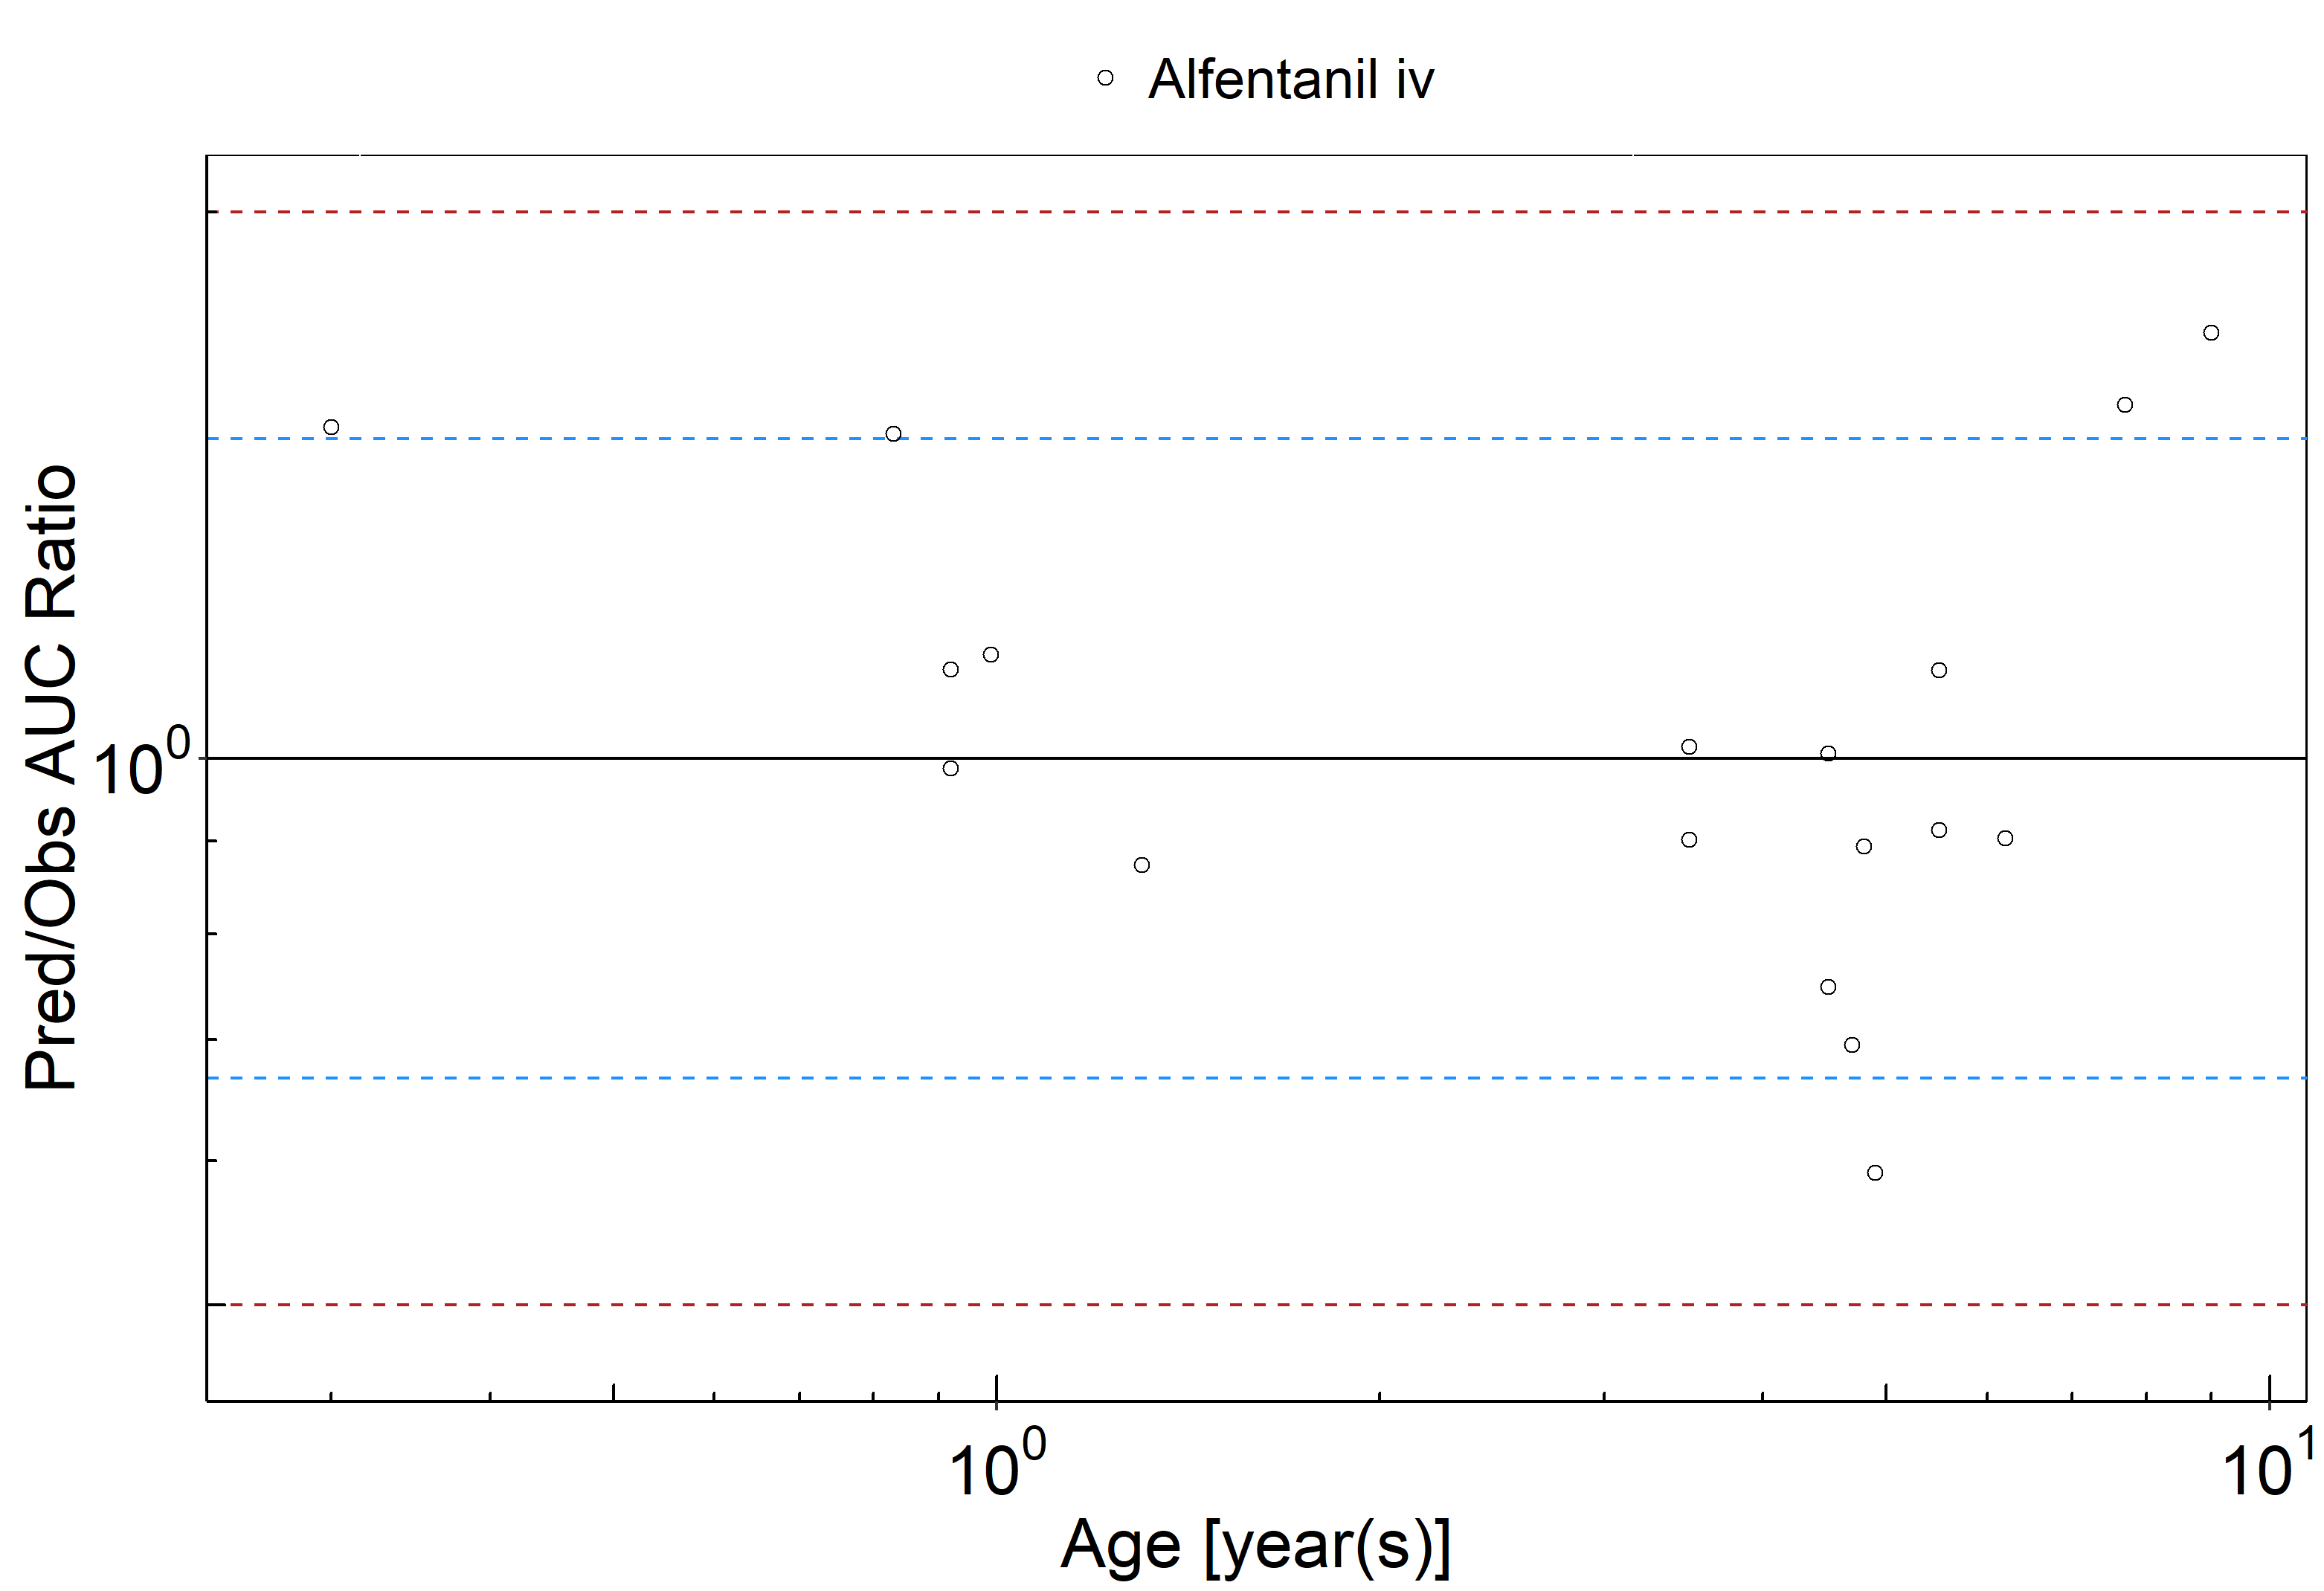 Alfentanil iv
Pred/Obs AUC Ratio
10⁰
10⁰ 10¹
Age [year(s)]